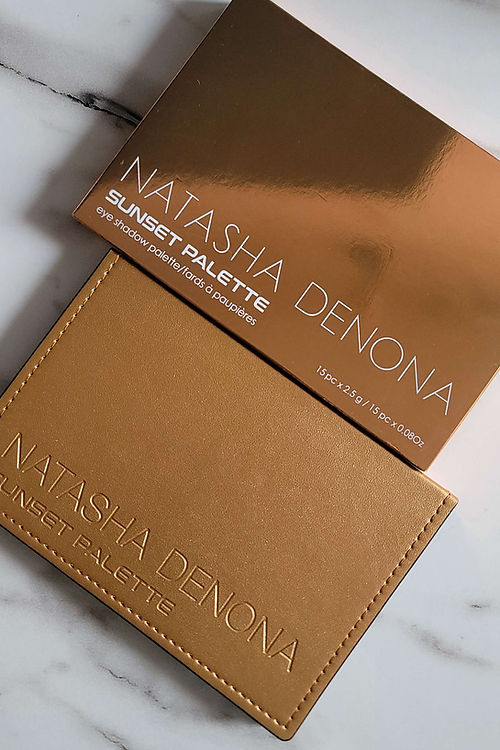 NATASHA DENONA
SUNSET PALETTE
eye shadow palette/fards à paupières
15 pc x 2.5 g / 15 pc x 0.08Oz
NATASHA DENONA
SUNSET PALETTE